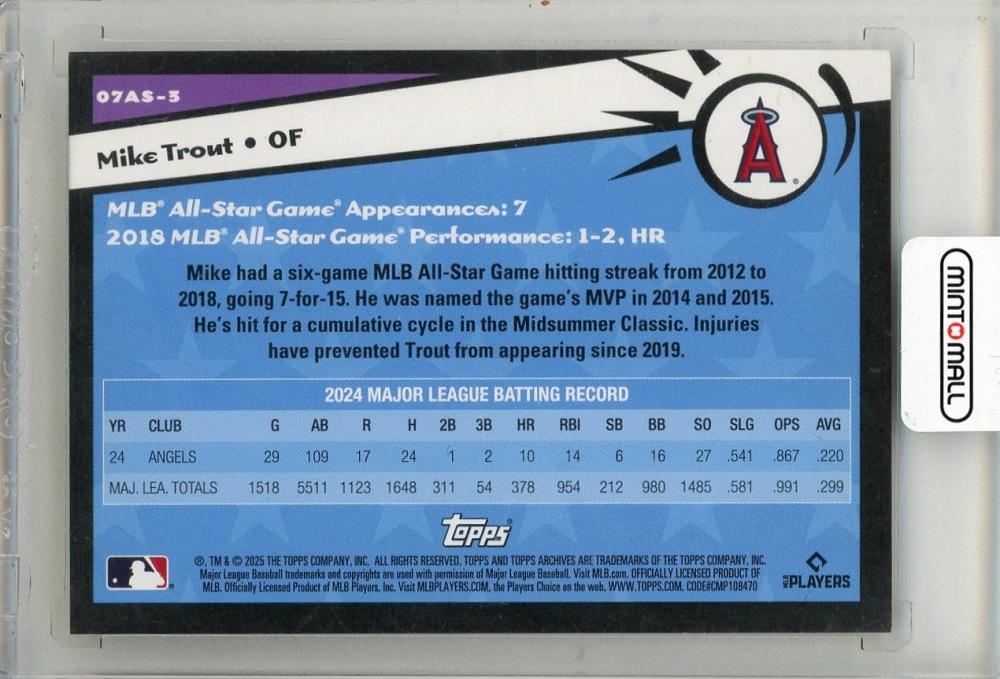 07AS-3
Mike Trout • OF
A
MLB® All-Star Game® Appearances: 7
2018 MLB® All-Star Game® Performance: 1-2, HR
Mike had a six-game MLB All-Star Game hitting streak from 2012 to
2018, going 7-for-15. He was named the game's MVP in 2014 and 2015.
He's hit for a cumulative cycle in the Midsummer Classic. Injuries
have prevented Trout from appearing since 2019.
2024 MAJOR LEAGUE BATTING RECORD
YR CLUB G AB R H 2B 3B HR RBI SB BB SO SLG OPS AVG
24 ANGELS 29 109 17 24 1 2 10 14 6 16 27 .541 .867 .220
MAJ. LEA. TOTALS 1518 5511 1123 1648 311 54 378 954 212 980 1485 .581 .991 .299
Topps®
®, TM & © 2025 THE TOPPS COMPANY, INC. ALL RIGHTS RESERVED. TOPPS AND TOPPS ARCHIVES ARE TRADEMARKS OF THE TOPPS COMPANY, INC.
Major League Baseball trademarks and copyrights are used with permission of Major League Baseball. Visit MLB.com. OFFICIALLY LICENSED PRODUCT OF
MLB. Officially Licensed Product of MLB Players, Inc. Visit MLBPLAYERS.COM, the Players Choice on the web. WWW.TOPPS.COM. CODE#CMP108470
MLB PLAYERS
MINTOMALL